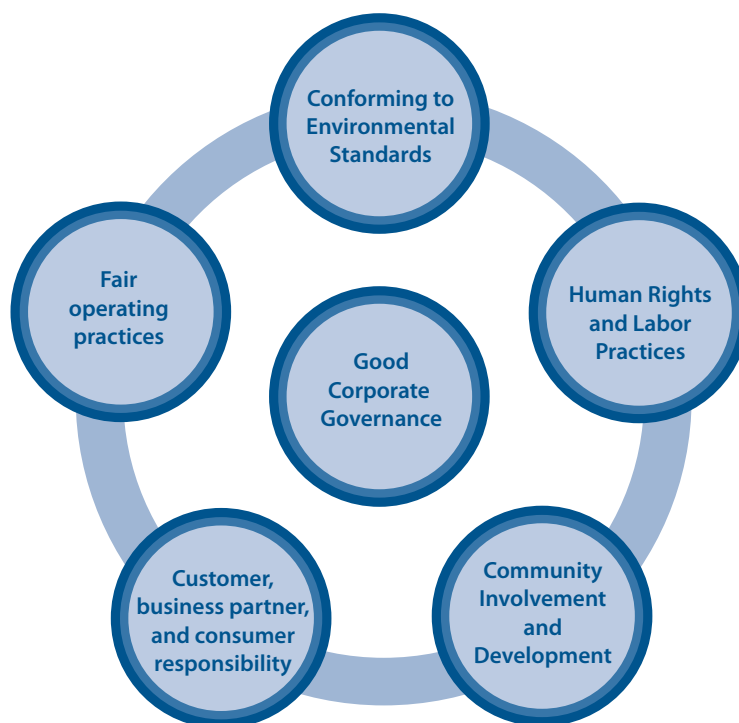 Conforming to
Environmental
Standards
Fair
operating
practices
Human Rights
and Labor
Practices
Good
Corporate
Governance
Customer,
business partner,
and consumer
responsibility
Community
Involvement
and
Development